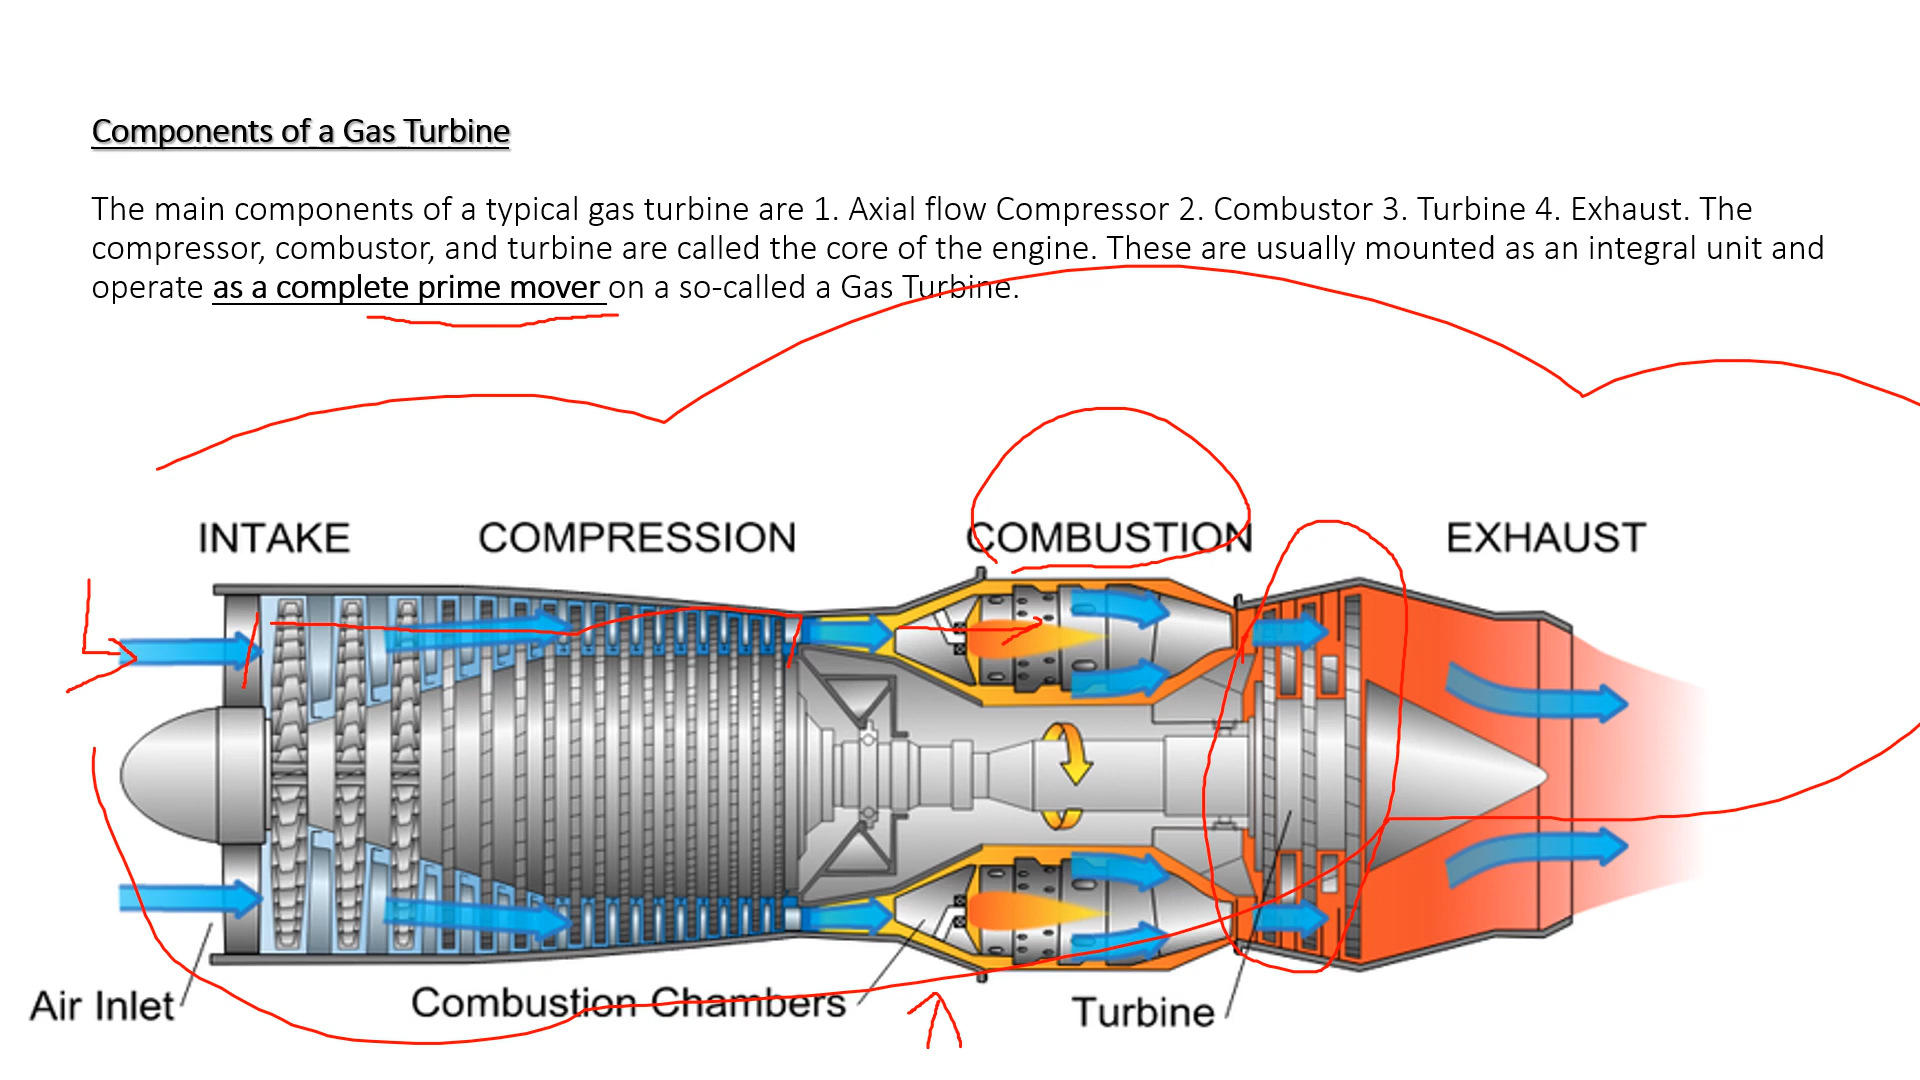 Components of a Gas Turbine
The main components of a typical gas turbine are 1. Axial flow Compressor 2. Combustor 3. Turbine 4. Exhaust. The
compressor, combustor, and turbine are called the core of the engine. These are usually mounted as an integral unit and
operate as a complete prime mover on a so-called a Gas Turbine.
INTAKE COMPRESSION COMBUSTION EXHAUST
Air Inlet Combustion Chambers Turbine